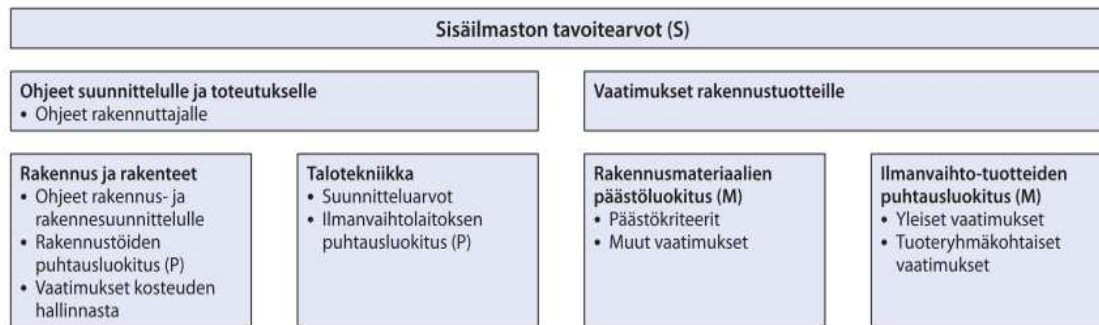 Sisäilmaston tavoitearvot (S)
Ohjeet suunnittelulle ja toteutukselle
• Ohjeet rakennuttajalle
Vaatimukset rakennustuotteille
Rakennus ja rakenteet
• Ohjeet rakennus- ja
rakennesuunnittelulle
• Rakennustöiden
puhtausluokitus (P)
• Vaatimukset kosteuden
hallinnasta
Talotekniikka
• Suunnitteluarvot
• Ilmanvaihtolaitoksen
puhtausluokitus (P)
Rakennusmateriaalien
päästöluokitus (M)
• Päästökriteerit
• Muut vaatimukset
Ilmanvaihto-tuotteiden
puhtausluokitus (M)
• Yleiset vaatimukset
• Tuoteryhmäkohtaiset
vaatimukset